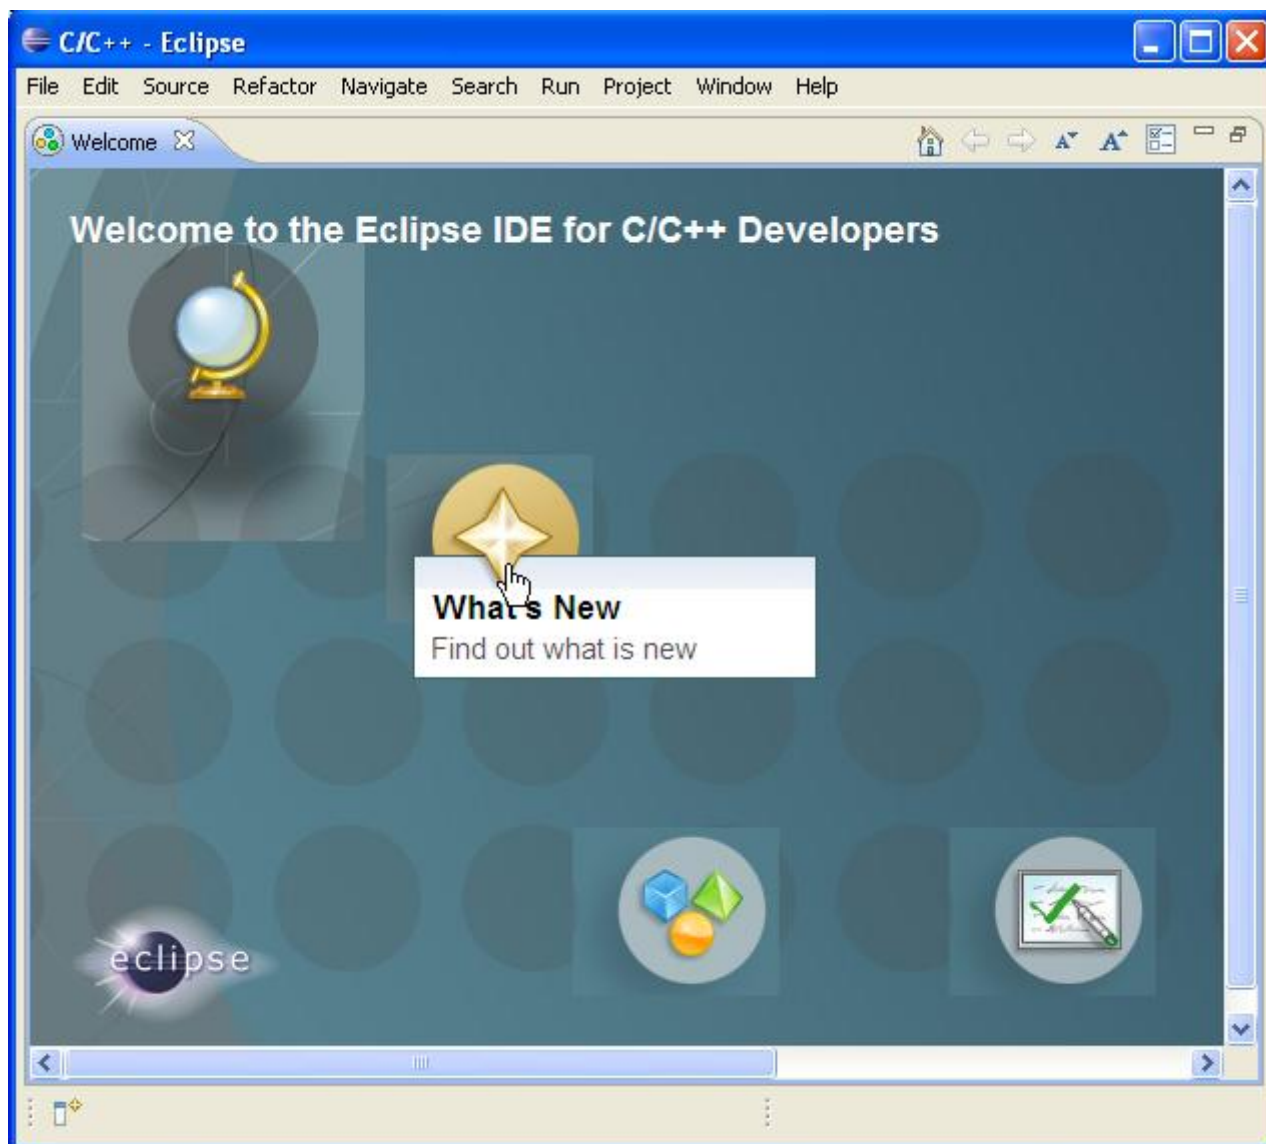 C/C++ - Eclipse
File Edit Source Refactor Navigate Search Run Project Window Help
Welcome
Welcome to the Eclipse IDE for C/C++ Developers
What's New
Find out what is new
eclipse